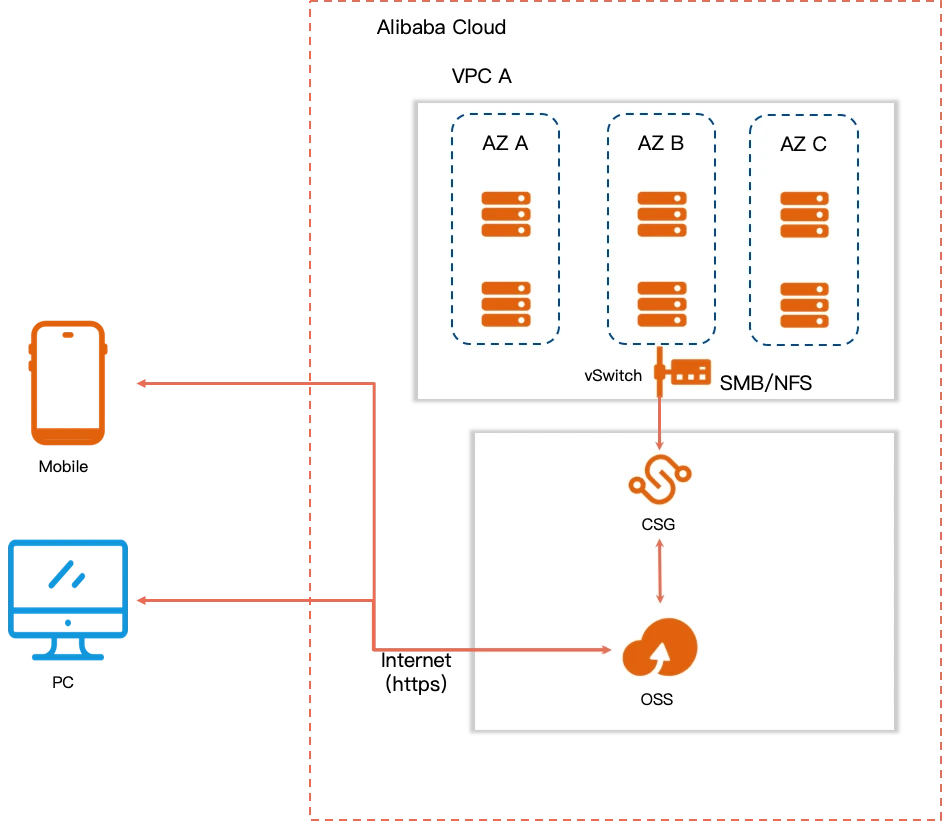 Alibaba Cloud
VPC A
AZ A
AZ B
AZ C
vSwitch
SMB/NFS
Mobile
CSG
PC
Internet
(https)
OSS